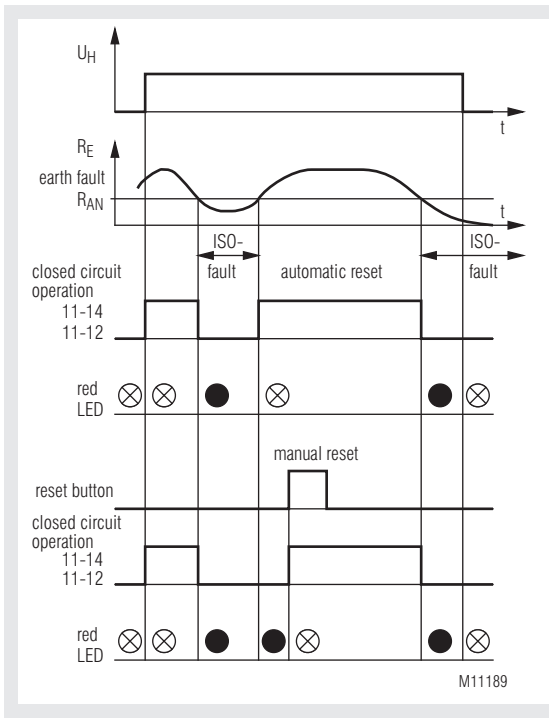 UH
t
RE
earth fault
RAN
t
ISO-
fault
automatic reset
ISO-
fault
closed circuit
operation
11-14
11-12
red
LED
manual reset
reset button
closed circuit
operation
11-14
11-12
red
LED
M11189